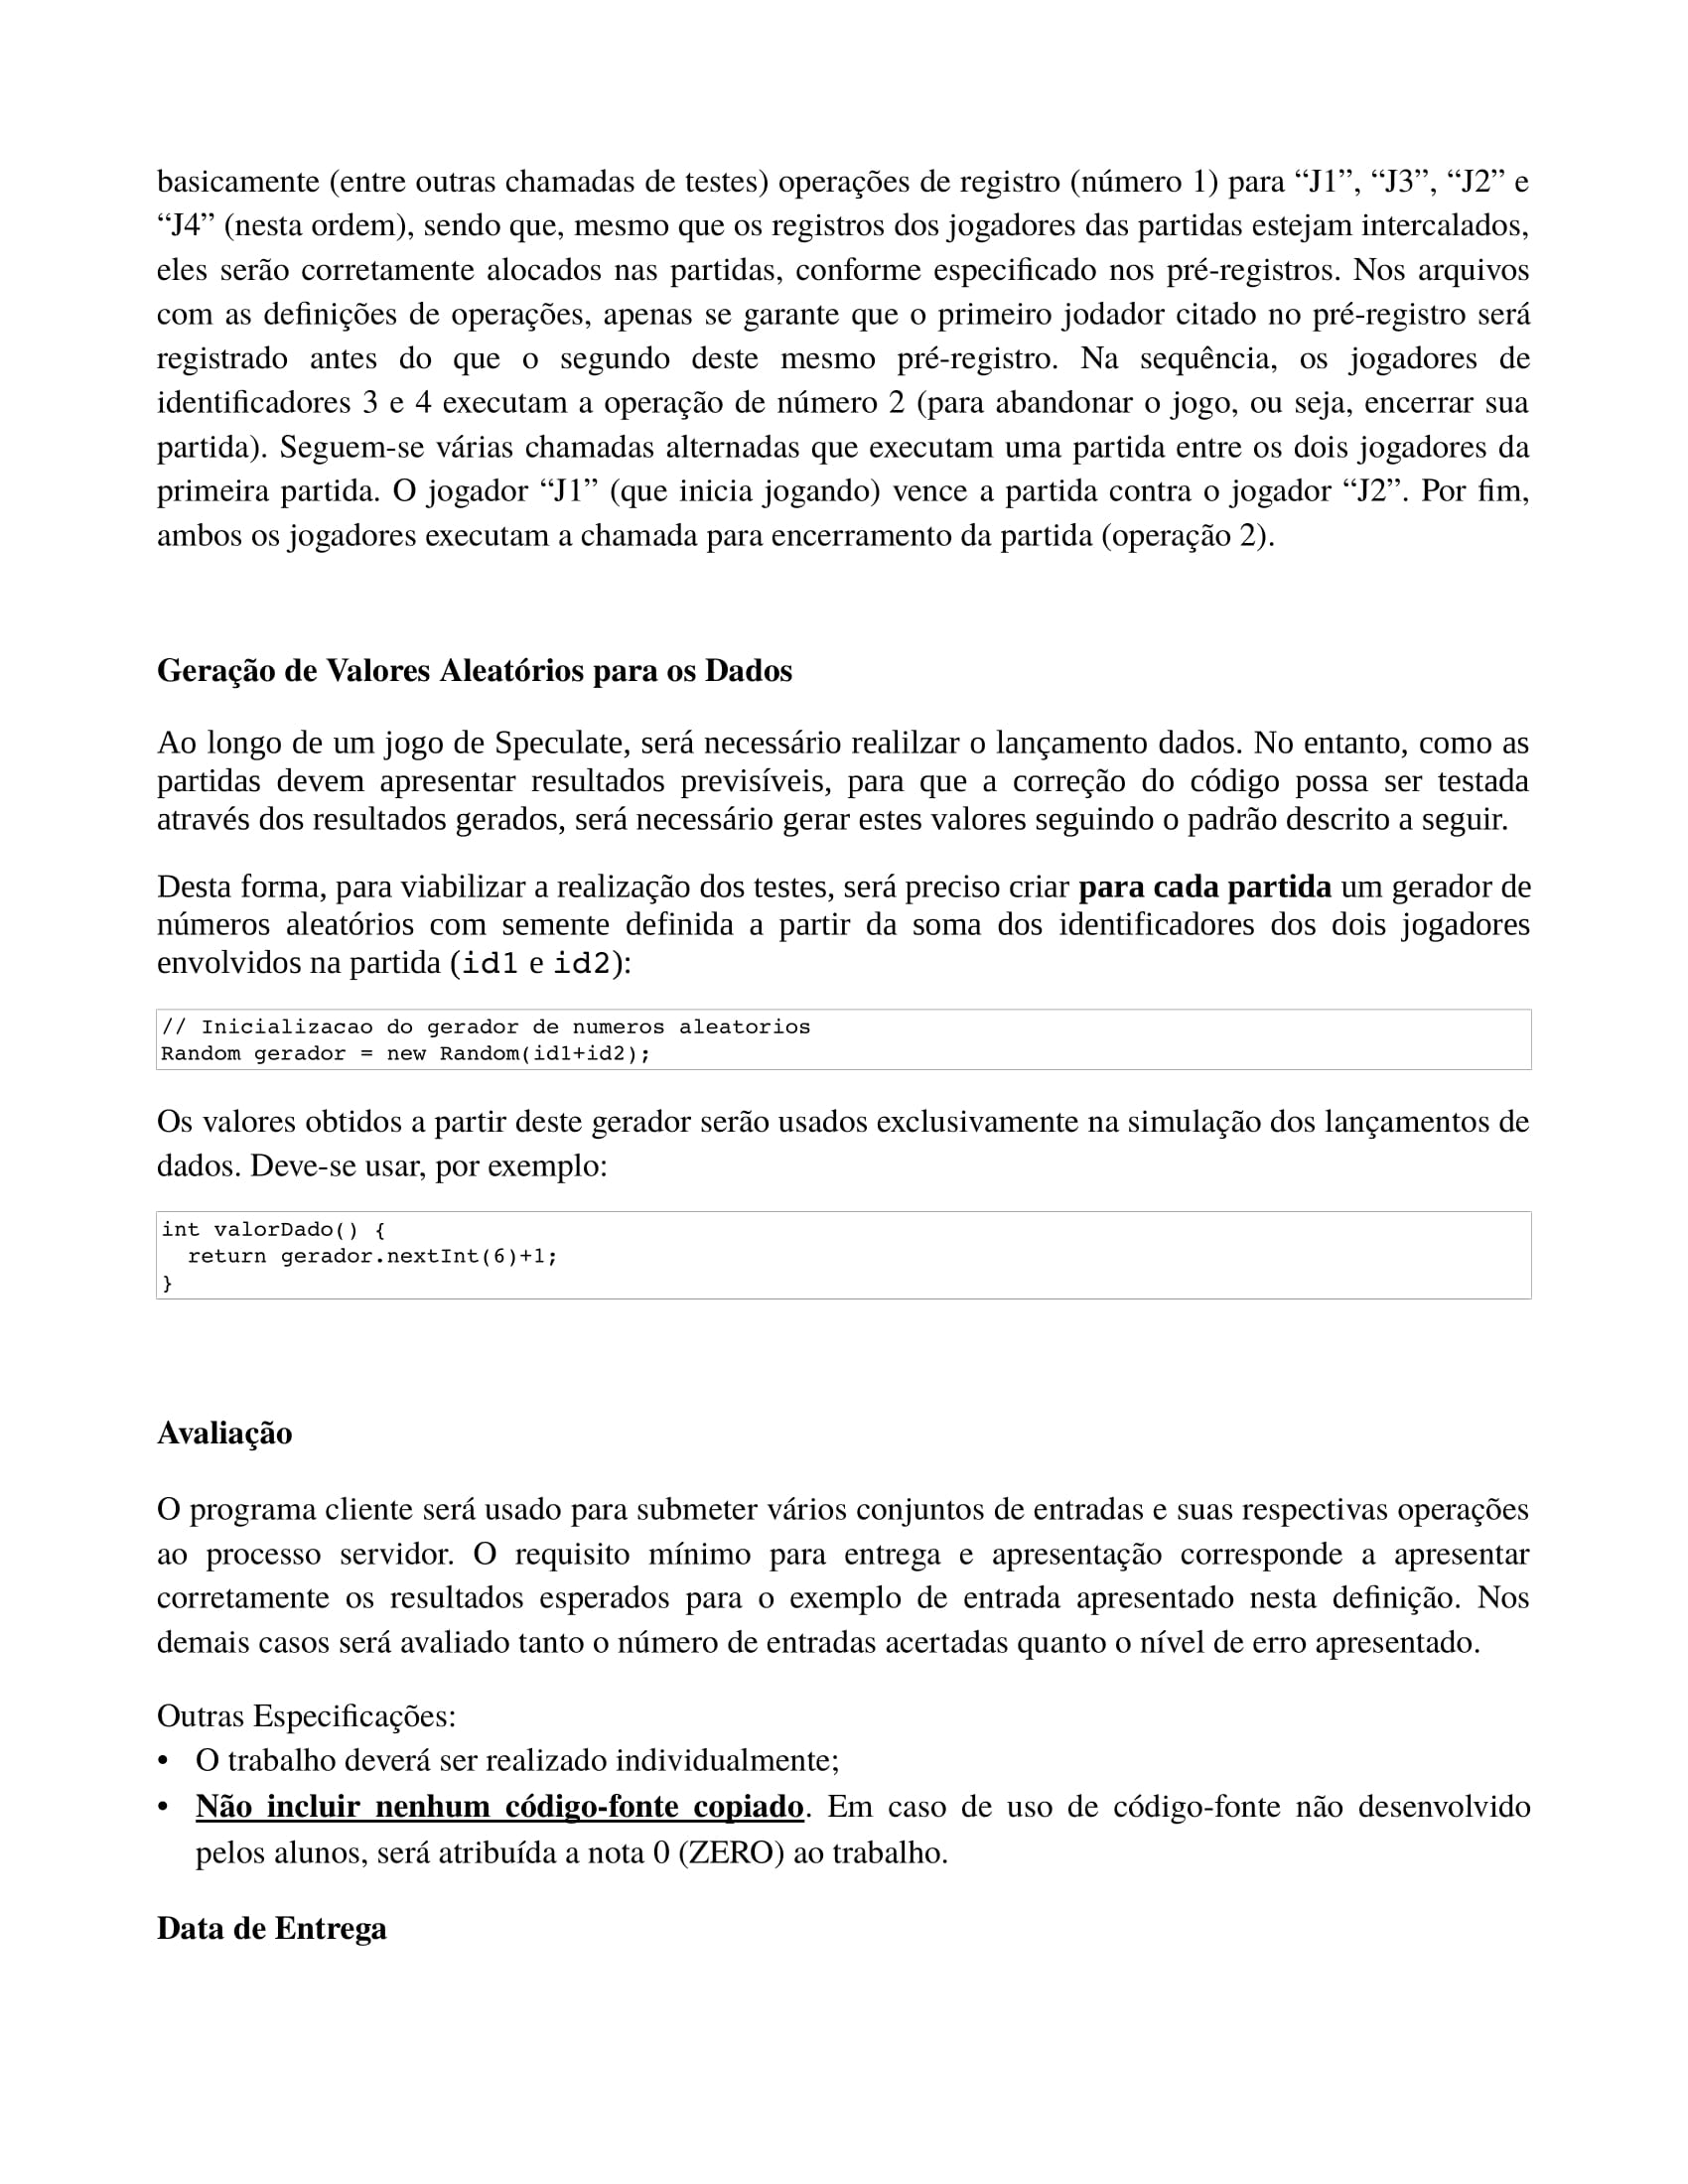 basicamente (entre outras chamadas de testes) operações de registro (número 1) para “J1”, “J3”, “J2” e
“J4” (nesta ordem), sendo que, mesmo que os registros dos jogadores das partidas estejam intercalados,
eles serão corretamente alocados nas partidas, conforme especificado nos pré-registros. Nos arquivos
com as definições de operações, apenas se garante que o primeiro jodador citado no pré-registro será
registrado antes do que o segundo deste mesmo pré-registro. Na sequência, os jogadores de
identificadores 3 e 4 executam a operação de número 2 (para abandonar o jogo, ou seja, encerrar sua
partida). Seguem-se várias chamadas alternadas que executam uma partida entre os dois jogadores da
primeira partida. O jogador “J1” (que inicia jogando) vence a partida contra o jogador “J2”. Por fim,
ambos os jogadores executam a chamada para encerramento da partida (operação 2).
Geração de Valores Aleatórios para os Dados
Ao longo de um jogo de Speculate, será necessário realilzar o lançamento dados. No entanto, como as
partidas devem apresentar resultados previsíveis, para que a correção do código possa ser testada
através dos resultados gerados, será necessário gerar estes valores seguindo o padrão descrito a seguir.
Desta forma, para viabilizar a realização dos testes, será preciso criar para cada partida um gerador de
números aleatórios com semente definida a partir da soma dos identificadores dos dois jogadores
envolvidos na partida (id1 e id2):
// Inicializacao do gerador de numeros aleatorios
Random gerador = new Random(id1+id2);
Os valores obtidos a partir deste gerador serão usados exclusivamente na simulação dos lançamentos de
dados. Deve-se usar, por exemplo:
int valorDado() {
  return gerador.nextInt(6)+1;
}
Avaliação
O programa cliente será usado para submeter vários conjuntos de entradas e suas respectivas operações
ao processo servidor. O requisito mínimo para entrega e apresentação corresponde a apresentar
corretamente os resultados esperados para o exemplo de entrada apresentado nesta definição. Nos
demais casos será avaliado tanto o número de entradas acertadas quanto o nível de erro apresentado.
Outras Especificações:
• O trabalho deverá ser realizado individualmente;
• Não incluir nenhum código-fonte copiado. Em caso de uso de código-fonte não desenvolvido
pelos alunos, será atribuída a nota 0 (ZERO) ao trabalho.
Data de Entrega